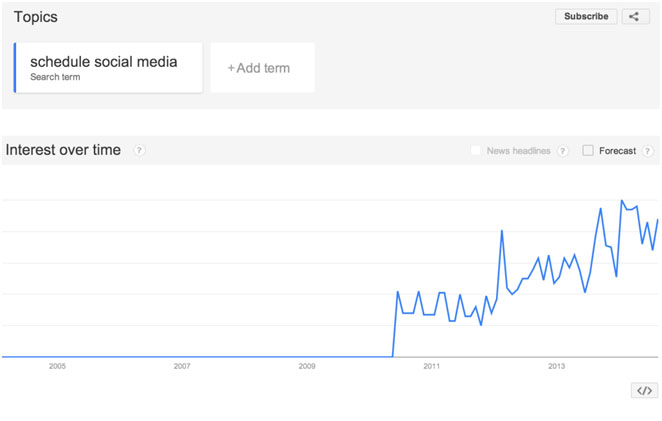 Topics
Subscribe
schedule social media
Search term
+Add term
Interest over time ?
News headlines ?
Forecast ?
2005 2007 2009 2011 2013
</>